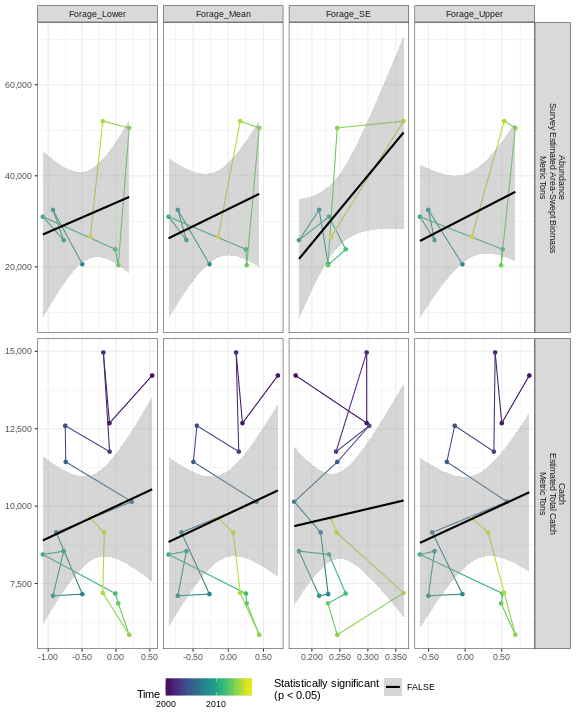 Forage_Lower Forage_Mean Forage_SE Forage_Upper
60,000
40,000
20,000
Abundance
Survey Estimated Area-Swept Biomass
Metric Tons
15,000
12,500
10,000
7,500
Catch
Estimated Total Catch
Metric Tons
-1.00 -0.50 0.00 0.50 -0.50 0.00 0.50 0.200 0.250 0.300 0.350 -0.50 0.00 0.50
Time
2000 2010
Statistically significant
(p < 0.05)
FALSE